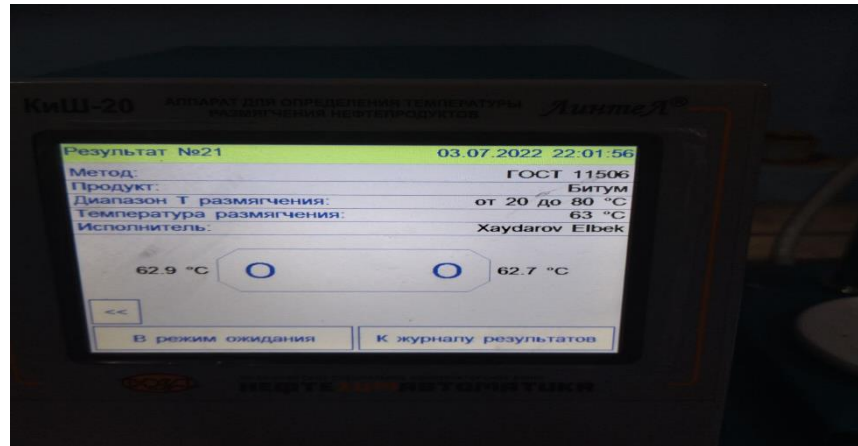 КиШ-20 АППАРАТ ДЛЯ ОПРЕДЕЛЕНИЯ ТЕМПЕРАТУРЫ ЛинтеЛ®
РАЗМЯГЧЕНИЯ НЕФТЕПРОДУКТОВ
Результат №21 03.07.2022 22:01:56
Метод: ГОСТ 11506
Продукт: Битум
Диапазон Т размягчения: от 20 до 80 °C
Температура размягчения: 63 °C
Исполнитель: Xaydarov Elbek
62.9 °C O O 62.7 °C
<<
В режим ожидания К журналу результатов